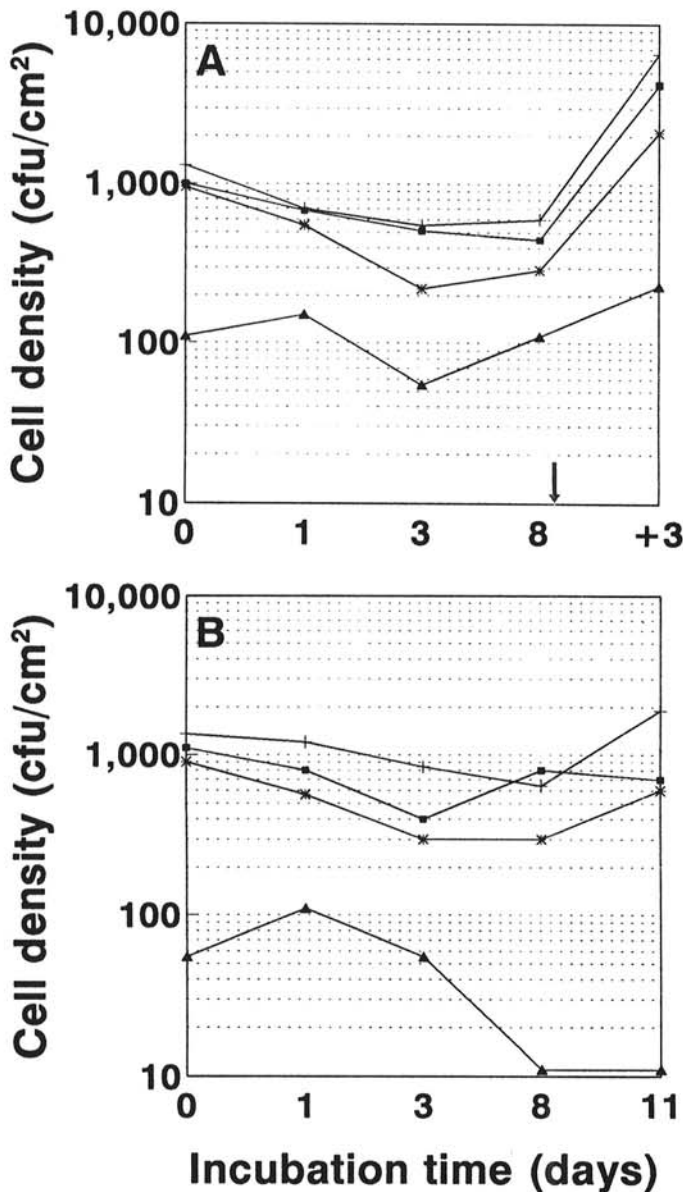 10,000
A
1,000
100
10
0 1 3 8 +3
Cell density (cfu/cm²)
10,000
B
1,000
100
10
0 1 3 8 11
Cell density (cfu/cm²)
Incubation time (days)